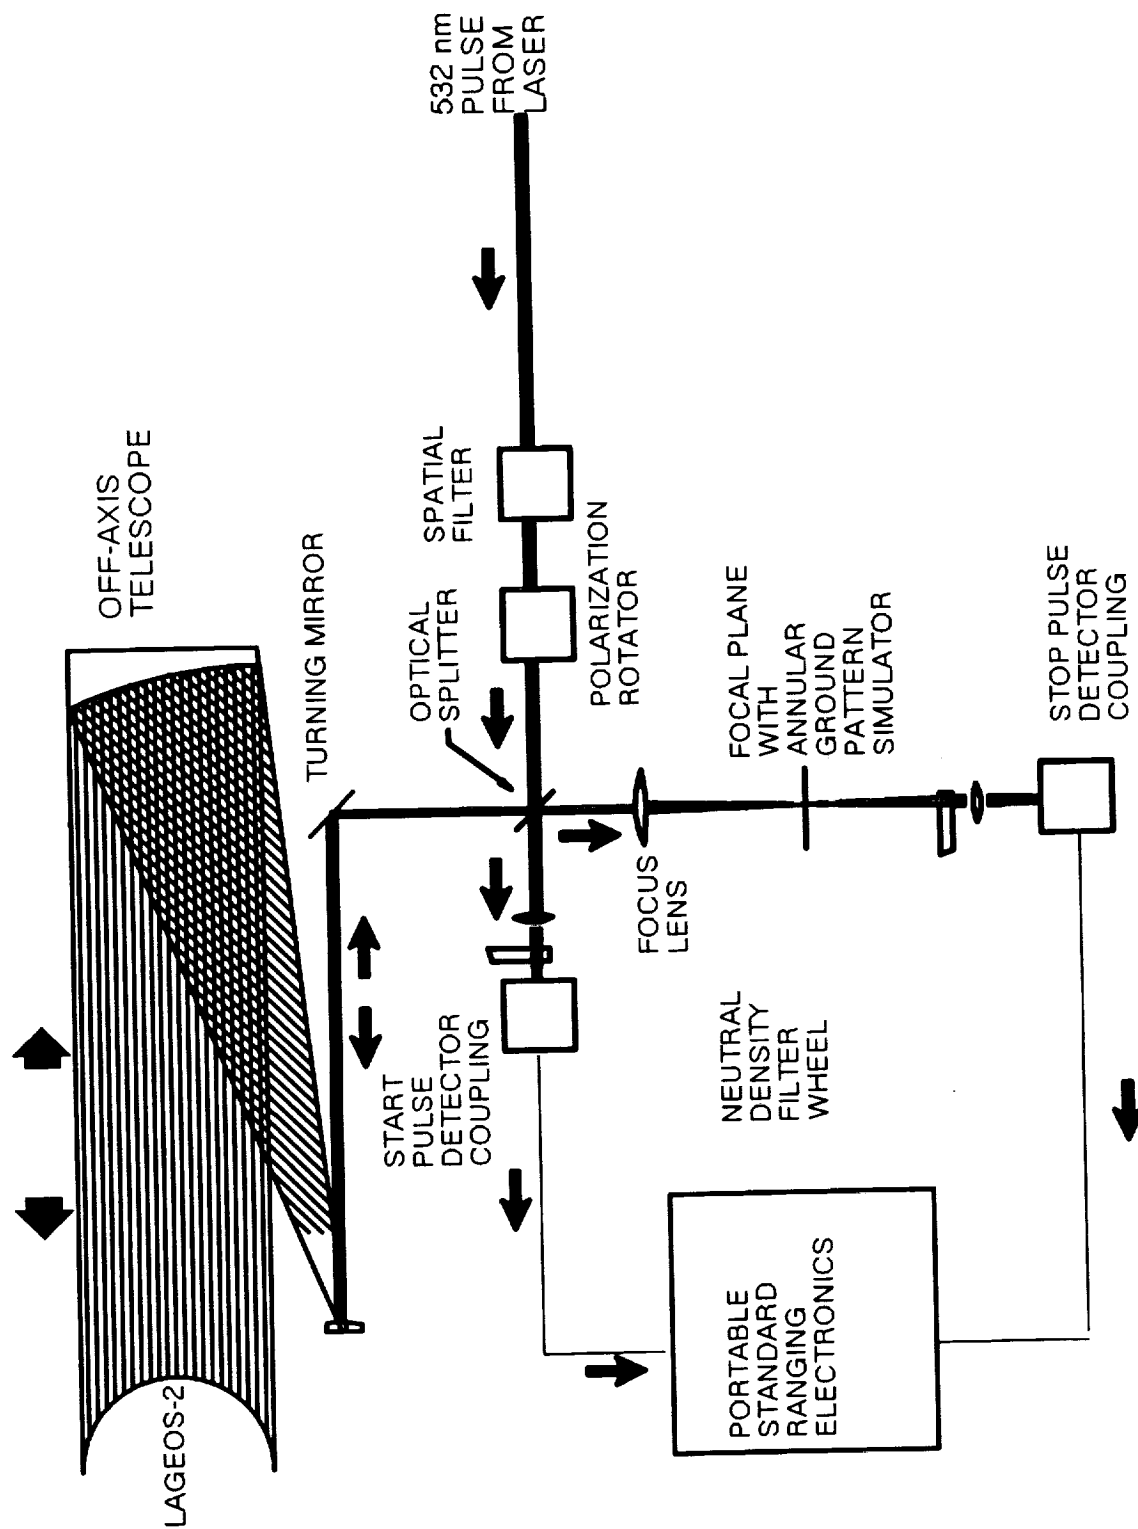 LAGEOS-2
OFF-AXIS
TELESCOPE
TURNING MIRROR
START
PULSE
DETECTOR
COUPLING
OPTICAL
SPLITTER
SPATIAL
FILTER
532 nm
PULSE
FROM
LASER
POLARIZATION
ROTATOR
FOCUS
LENS
FOCAL PLANE
WITH
ANNULAR
GROUND
PATTERN
SIMULATOR
NEUTRAL
DENSITY
FILTER
WHEEL
PORTABLE
STANDARD
RANGING
ELECTRONICS
STOP PULSE
DETECTOR
COUPLING